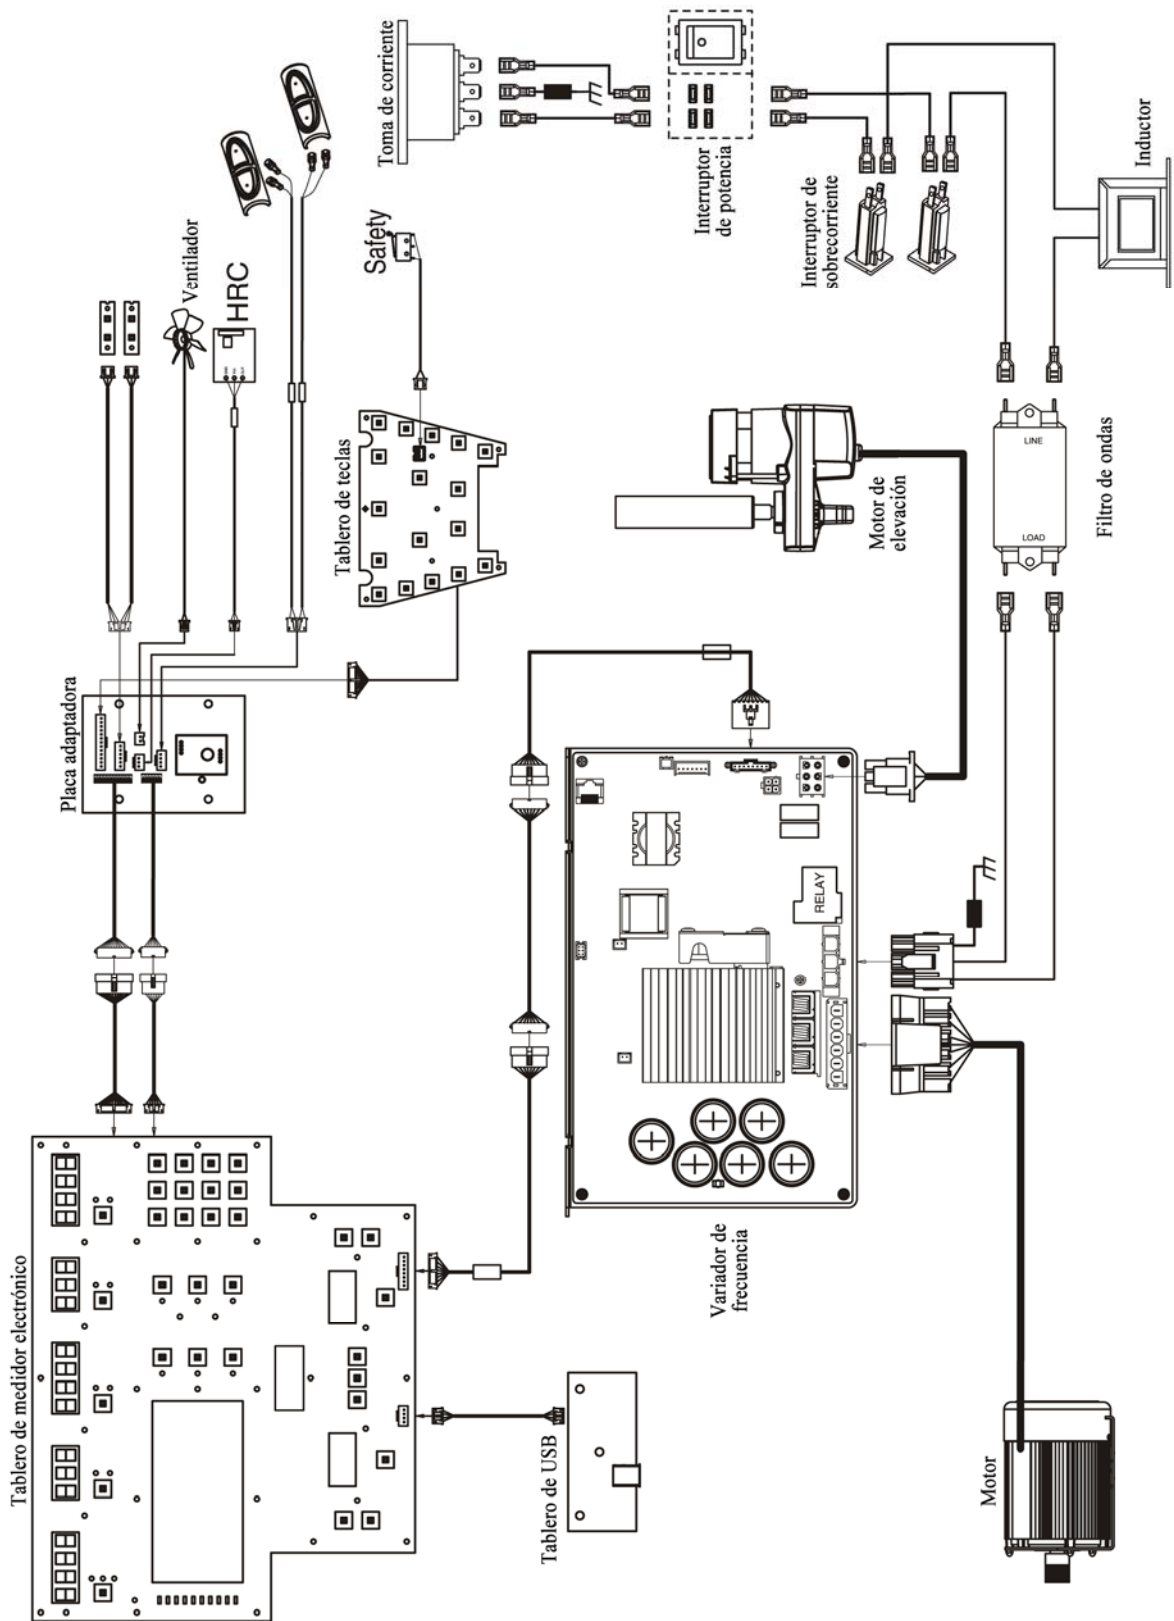 Tablero de medidor electrónico
Placa adaptadora
Ventilador
HRC
Tablero de teclas
Safety
Toma de corriente
Interruptor
de potencia
Interruptor de
sobrecorriente
Inductor
Motor de
elevación
LINE
LOAD
Filtro de ondas
RELAY
Variador de
frecuencia
Tablero de USB
Motor